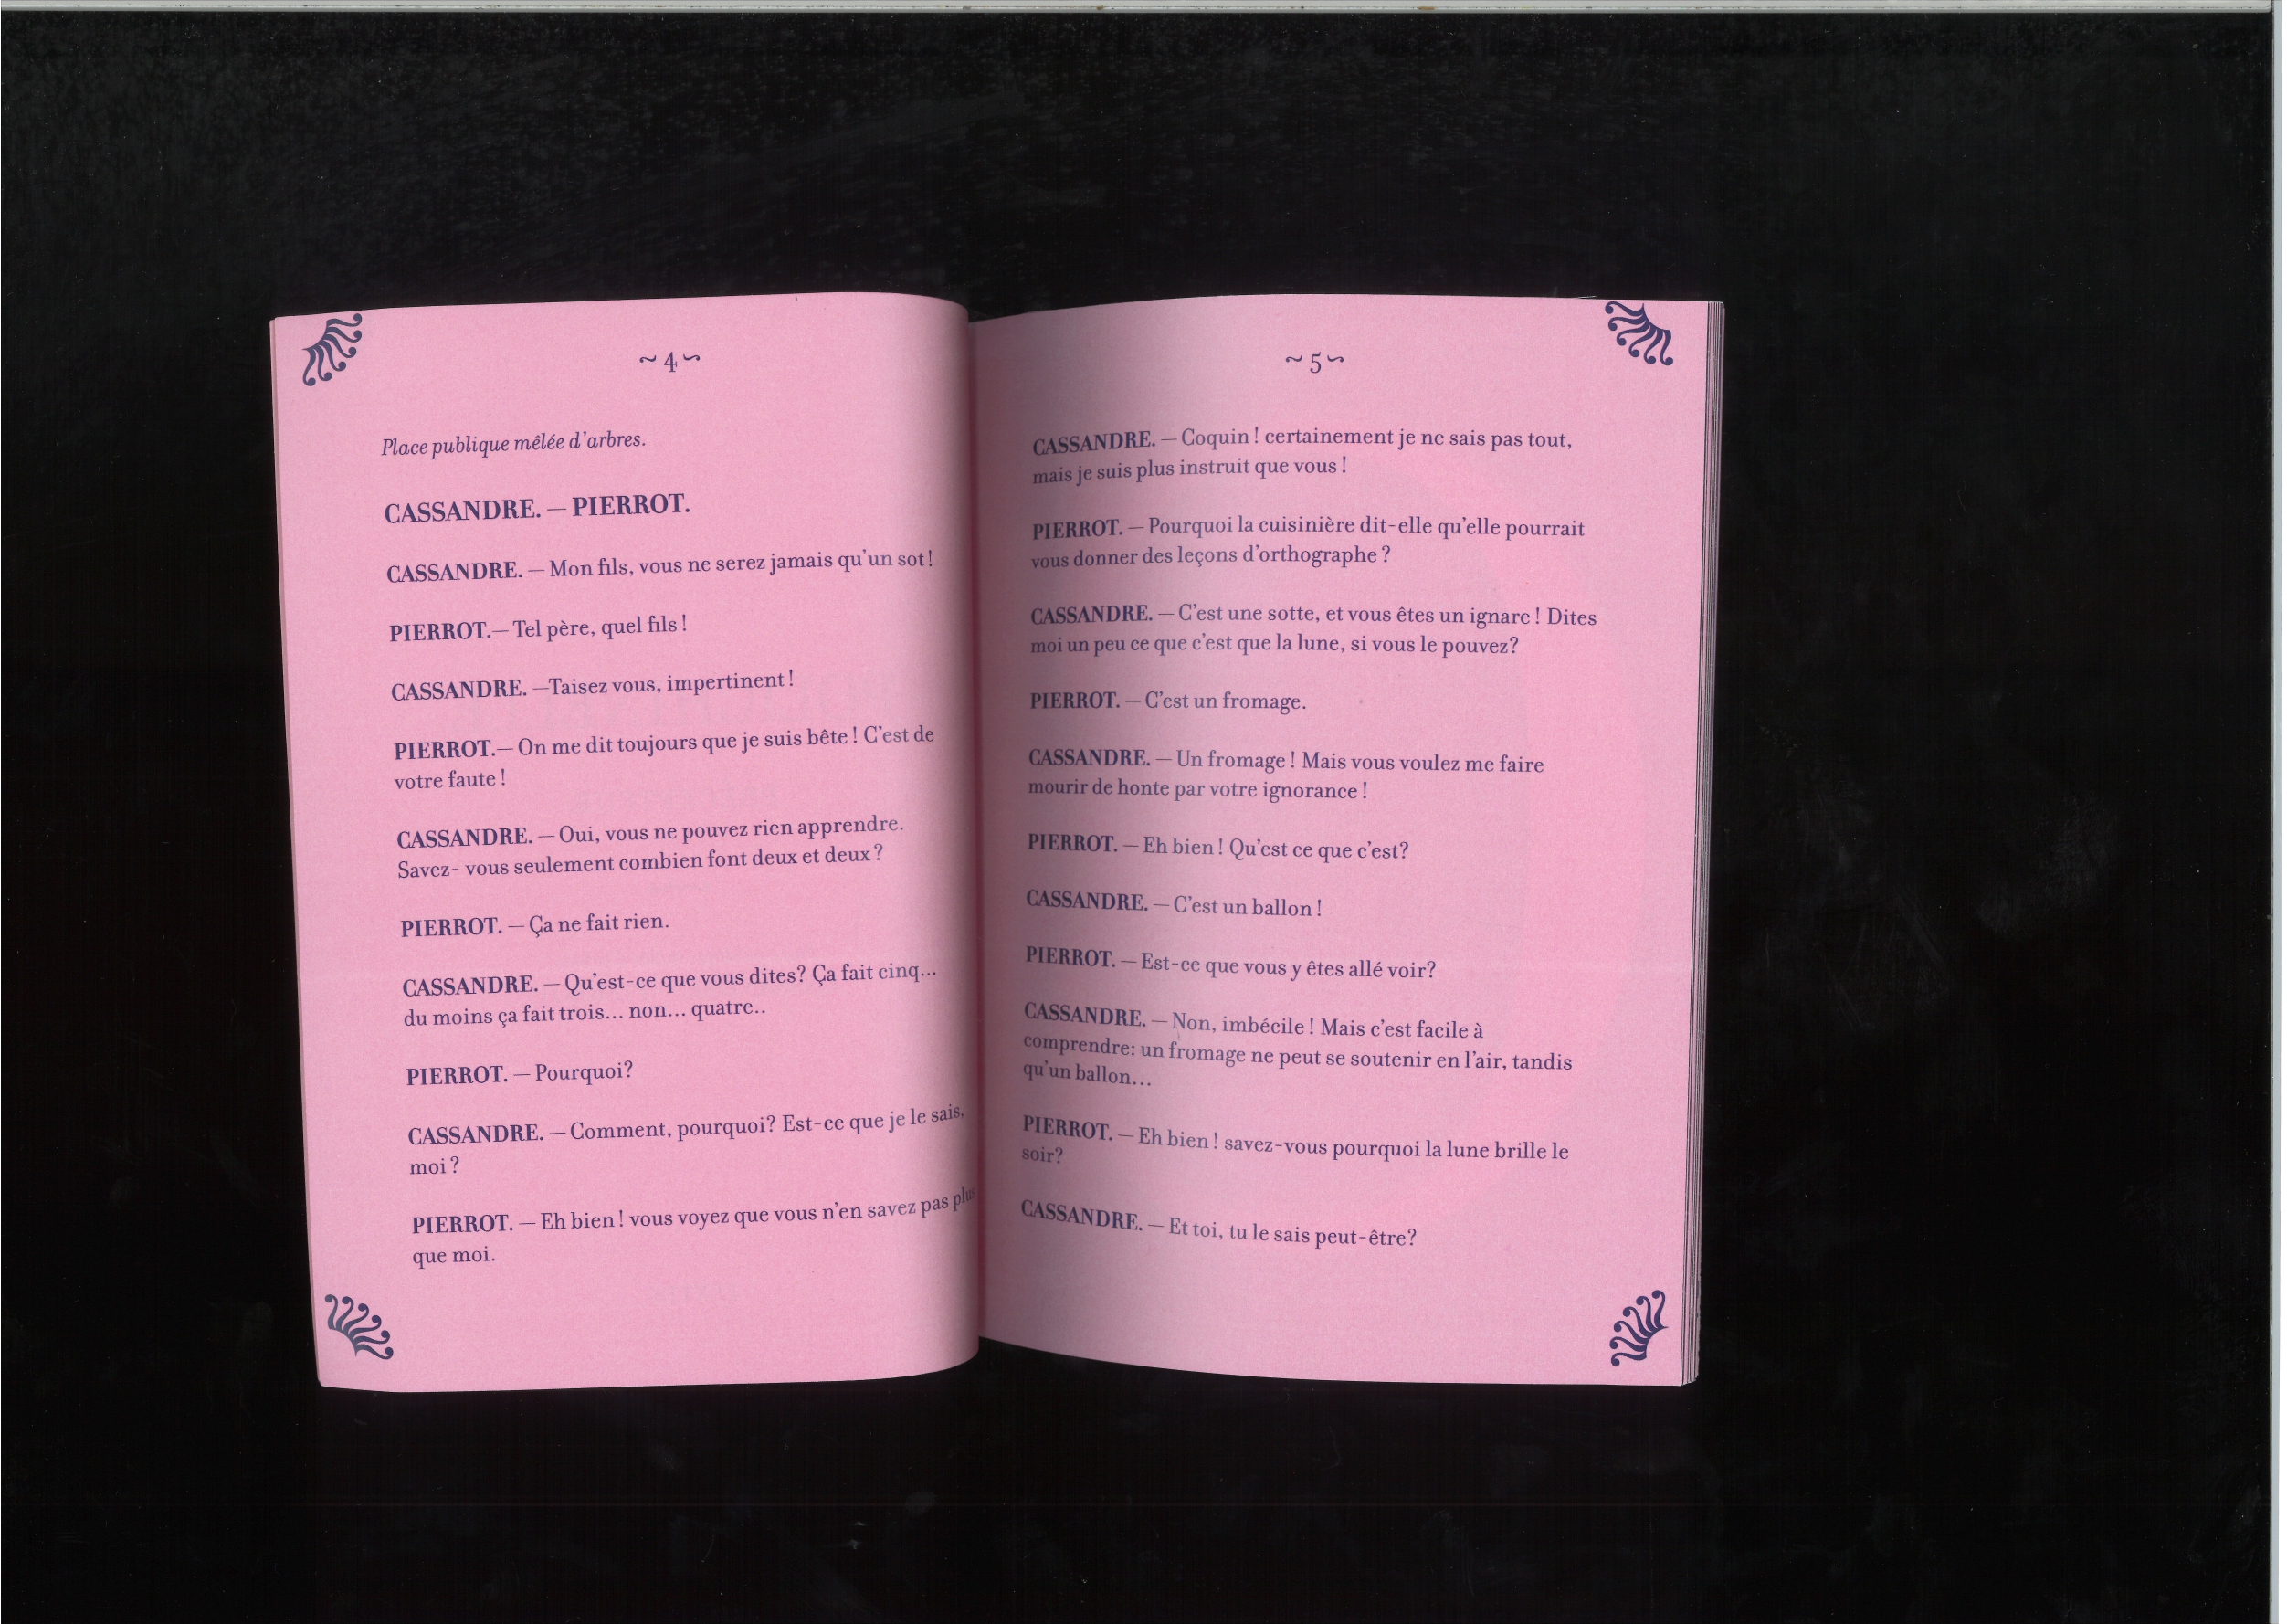 ~ 4 ~
Place publique mêlée d'arbres.
CASSANDRE. — PIERROT.
CASSANDRE. — Mon fils, vous ne serez jamais qu'un sot !
PIERROT.— Tel père, quel fils !
CASSANDRE. —Taisez vous, impertinent !
PIERROT.— On me dit toujours que je suis bête ! C'est de
votre faute !
CASSANDRE. — Oui, vous ne pouvez rien apprendre.
Savez- vous seulement combien font deux et deux ?
PIERROT. — Ça ne fait rien.
CASSANDRE. — Qu'est-ce que vous dites? Ça fait cinq...
du moins ça fait trois... non... quatre..
PIERROT. — Pourquoi?
CASSANDRE. — Comment, pourquoi? Est-ce que je le sais,
moi ?
PIERROT. — Eh bien ! vous voyez que vous n'en savez pas plus
que moi.
~ 5 ~
CASSANDRE. — Coquin ! certainement je ne sais pas tout,
mais je suis plus instruit que vous !
PIERROT. — Pourquoi la cuisinière dit-elle qu'elle pourrait
vous donner des leçons d'orthographe ?
CASSANDRE. — C'est une sotte, et vous êtes un ignare ! Dites
moi un peu ce que c'est que la lune, si vous le pouvez?
PIERROT. — C'est un fromage.
CASSANDRE. — Un fromage ! Mais vous voulez me faire
mourir de honte par votre ignorance !
PIERROT. — Eh bien ! Qu'est ce que c'est?
CASSANDRE. — C'est un ballon !
PIERROT. — Est-ce que vous y êtes allé voir?
CASSANDRE. — Non, imbécile ! Mais c'est facile à
comprendre: un fromage ne peut se soutenir en l'air, tandis
qu'un ballon...
PIERROT. — Eh bien ! savez-vous pourquoi la lune brille le
soir?
CASSANDRE. — Et toi, tu le sais peut-être?